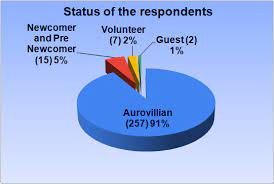 Status of the respondents
Newcomer
and Pre
Newcomer
(15) 5%
Volunteer
(7) 2%
Guest (2)
1%
Aurovillian
(257) 91%